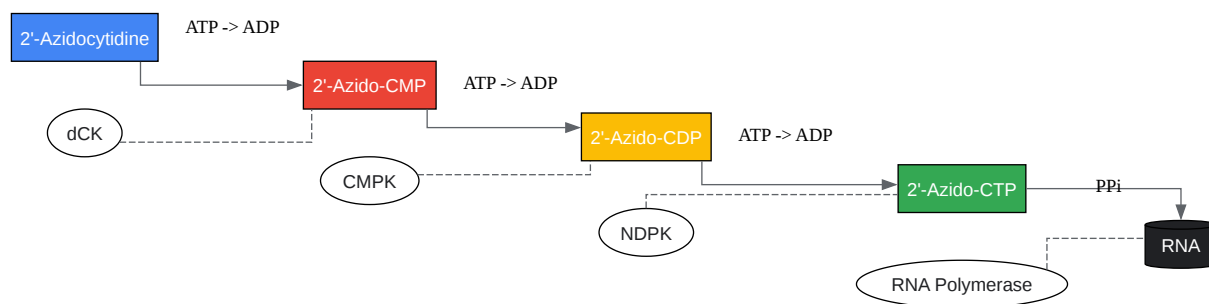 2'-Azidocytidine
ATP -> ADP
2'-Azido-CMP
ATP -> ADP
dCK
2'-Azido-CDP
ATP -> ADP
CMPK
2'-Azido-CTP
PPi
NDPK
RNA
RNA Polymerase